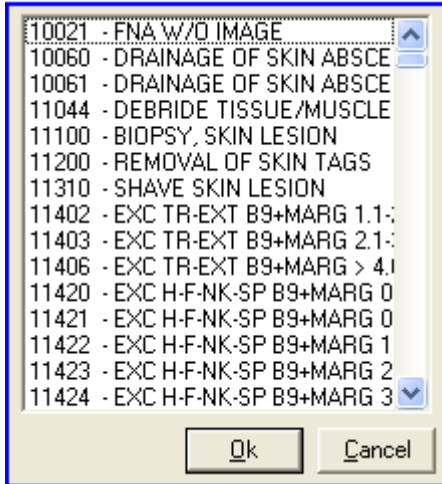 10021 - FNA W/O IMAGE
10060 - DRAINAGE OF SKIN ABSCE
10061 - DRAINAGE OF SKIN ABSCE
11044 - DEBRIDE TISSUE/MUSCLE
11100 - BIOPSY, SKIN LESION
11200 - REMOVAL OF SKIN TAGS
11310 - SHAVE SKIN LESION
11402 - EXC TR-EXT B9+MARG 1.1-
11403 - EXC TR-EXT B9+MARG 2.1-
11406 - EXC TR-EXT B9+MARG > 4.
11420 - EXC H-F-NK-SP B9+MARG 0
11421 - EXC H-F-NK-SP B9+MARG 0
11422 - EXC H-F-NK-SP B9+MARG 1
11423 - EXC H-F-NK-SP B9+MARG 2
11424 - EXC H-F-NK-SP B9+MARG 3
Ok Cancel